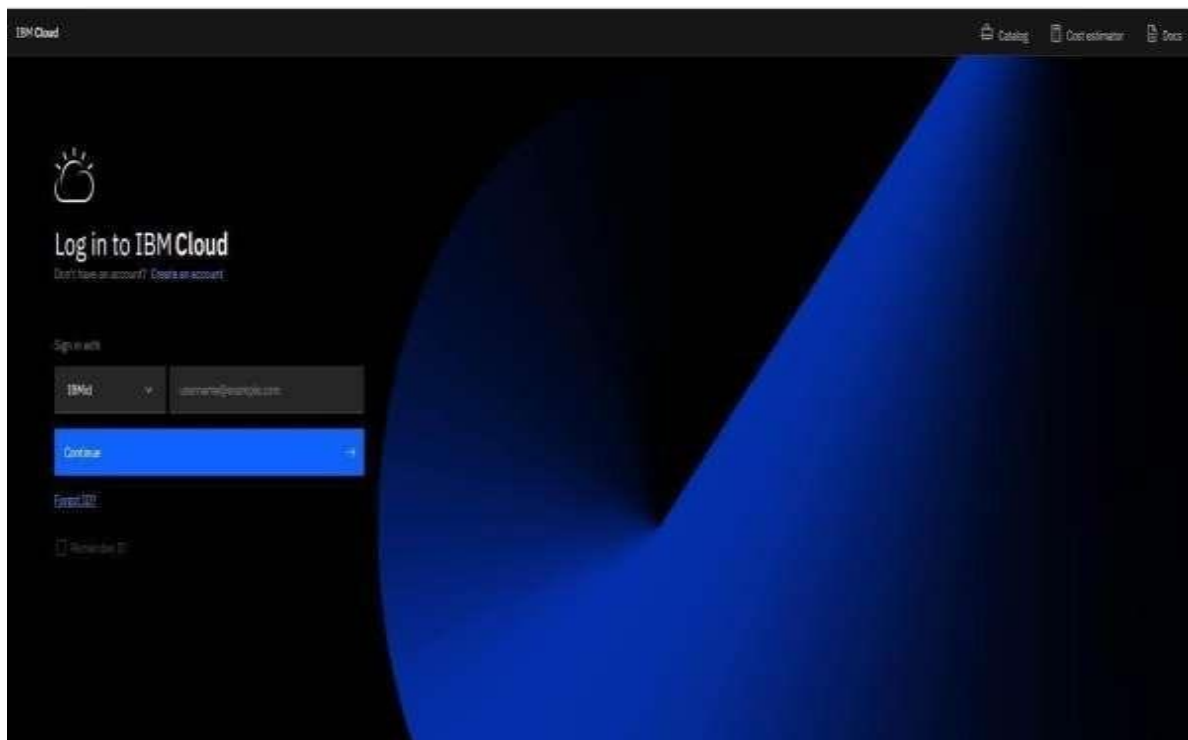 IBM Cloud
Catalog
Cost estimator
Docs
Log in to IBM Cloud
Don't have an account? Create an account
Sign in with
IBMid
username@example.com
Continue
Forgot ID?
Remember ID